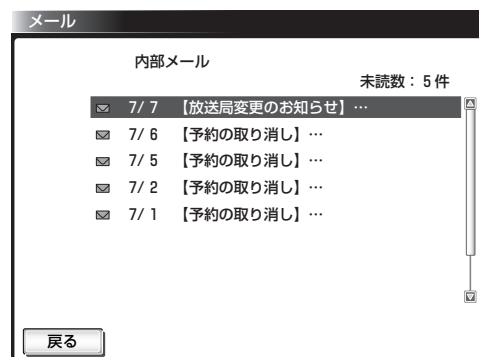 メール
内部メール
未読数：5件
7/ 7 【放送局変更のお知らせ】…
7/ 6 【予約の取り消し】…
7/ 5 【予約の取り消し】…
7/ 2 【予約の取り消し】…
7/ 1 【予約の取り消し】…
戻る